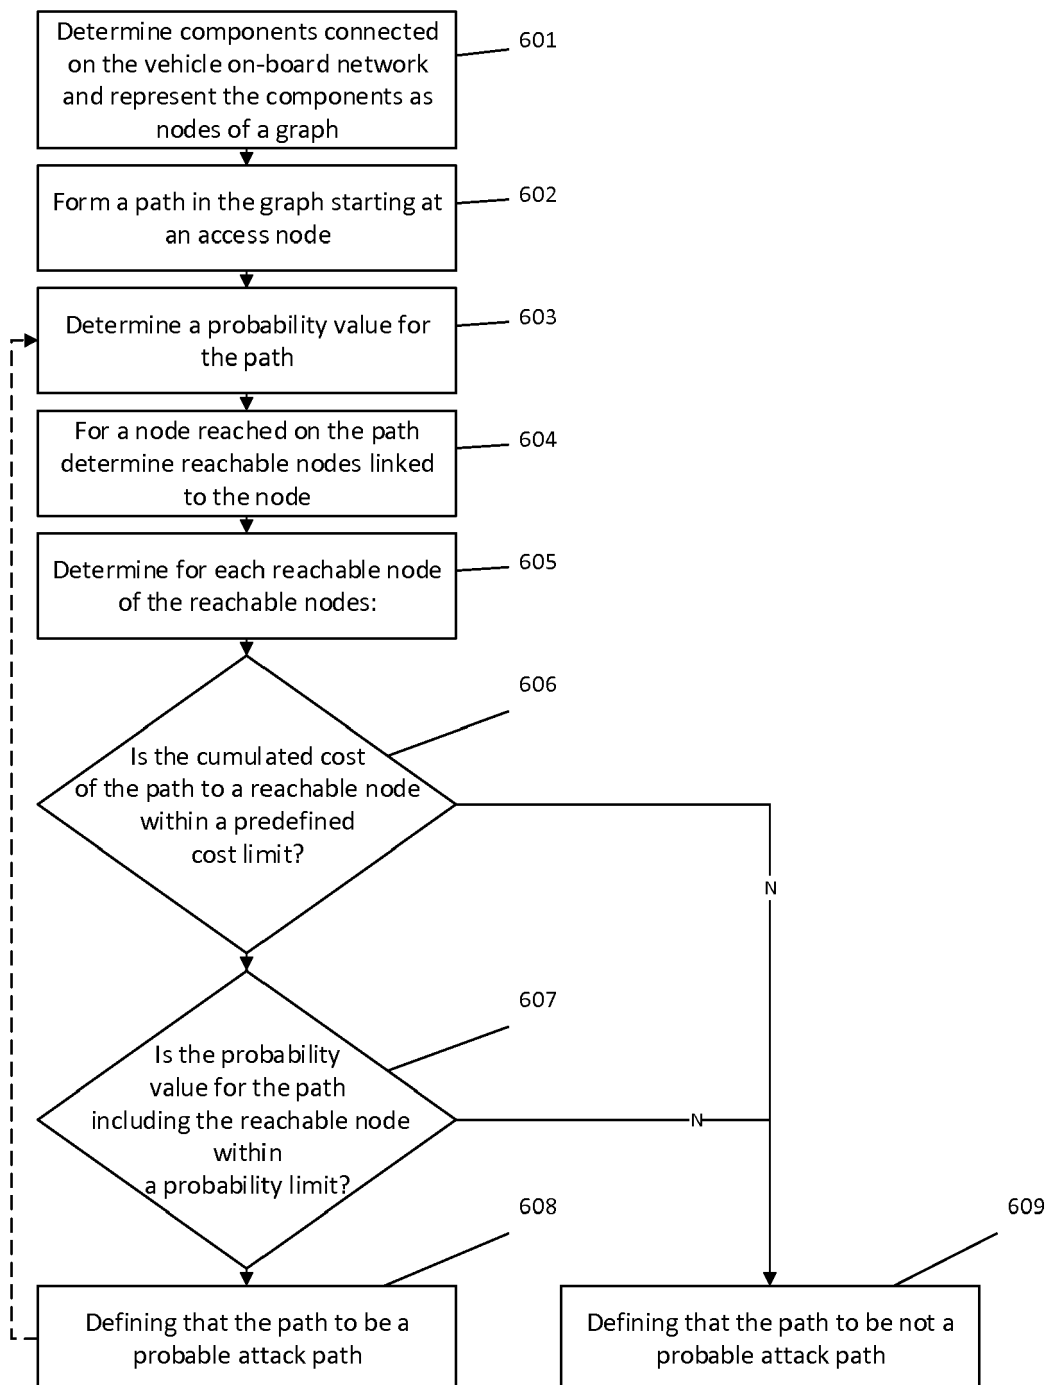 Determine components connected
on the vehicle on-board network
and represent the components as
nodes of a graph
601
Form a path in the graph starting at
an access node
602
Determine a probability value for
the path
603
For a node reached on the path
determine reachable nodes linked
to the node
604
Determine for each reachable node
of the reachable nodes:
605
606
Is the cumulated cost
of the path to a reachable node
within a predefined
cost limit?
N
607
Is the probability
value for the path
including the reachable node
within
a probability limit?
N
608
609
Defining that the path to be a
probable attack path
Defining that the path to be not a
probable attack path